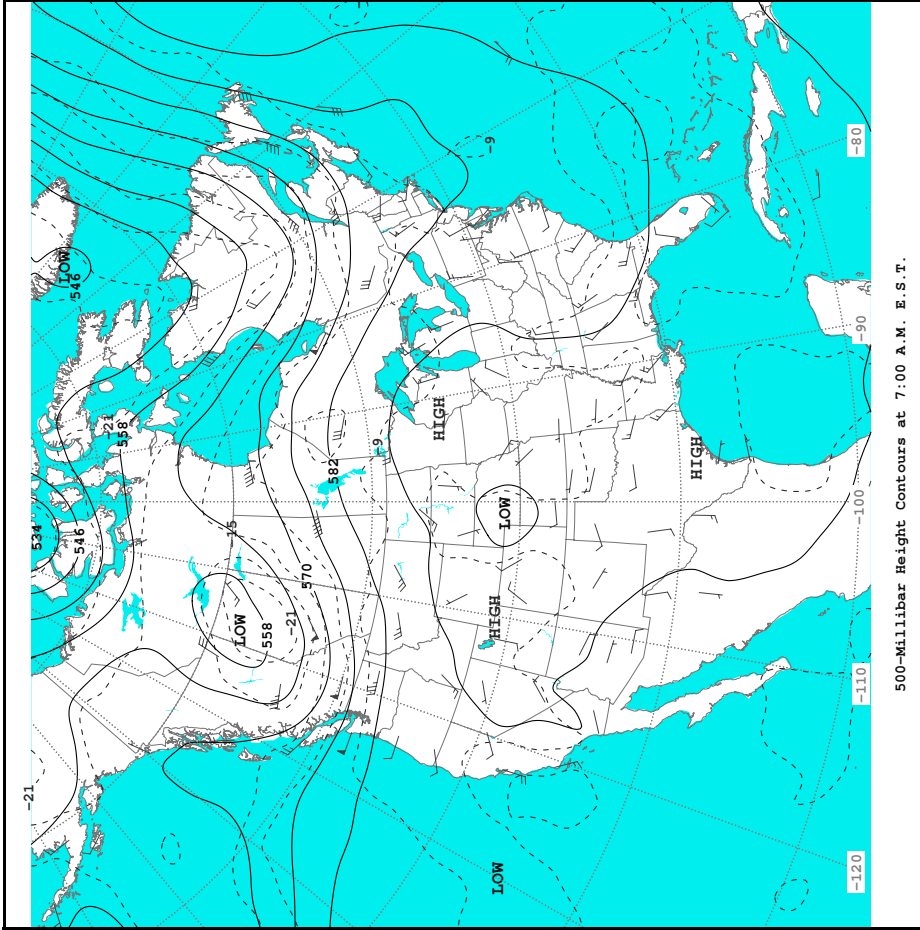 LOW
546
-21
558
534
546
-9
-80
-90
HIGH
-9
582
HIGH
LOW
-100
15
570
LOW
558
-21
HIGH
-110
-21
LOW
-120
500-Millibar Height Contours at 7:00 A.M. E.S.T.